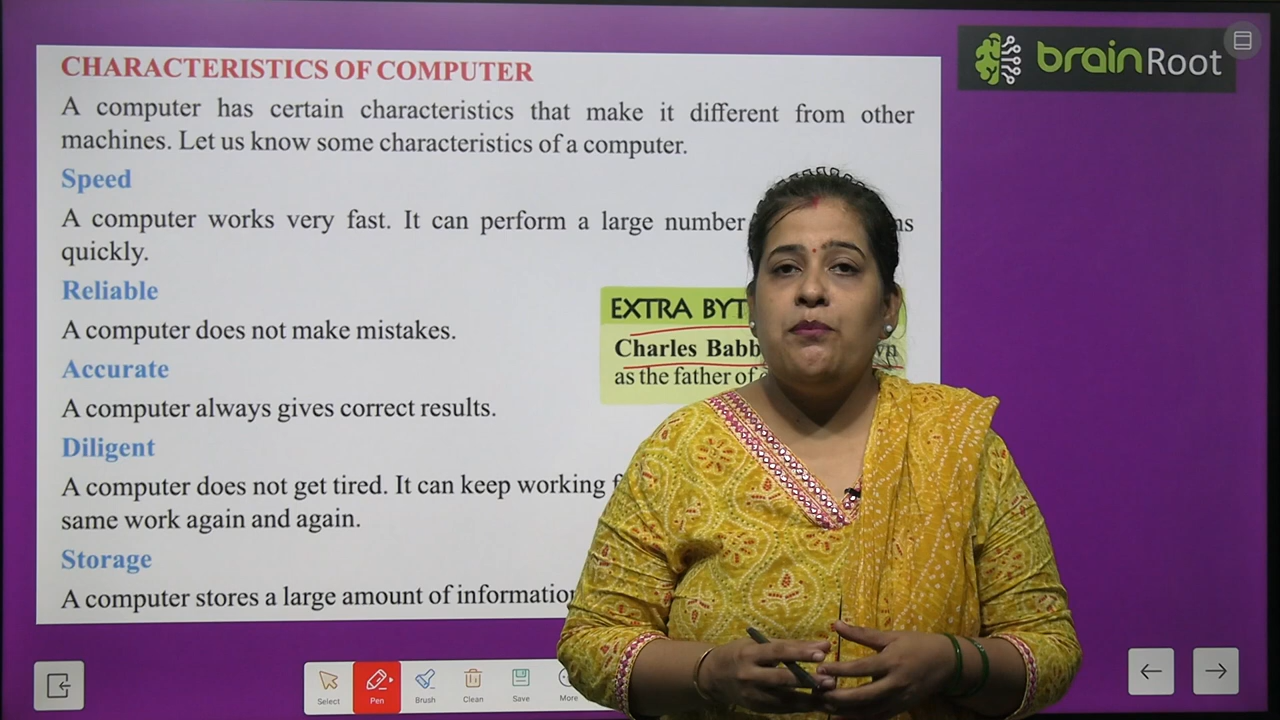 CHARACTERISTICS OF COMPUTER
A computer has certain characteristics that make it different from other
machines. Let us know some characteristics of a computer.
Speed
A computer works very fast. It can perform a large number
quickly.
Reliable
A computer does not make mistakes.
Accurate
A computer always gives correct results.
Diligent
A computer does not get tired. It can keep working
same work again and again.
Storage
A computer stores a large amount of
EXTRA
Charles
as the father of
brainRoot
Select
Pen
Brush
Clean
Save
More